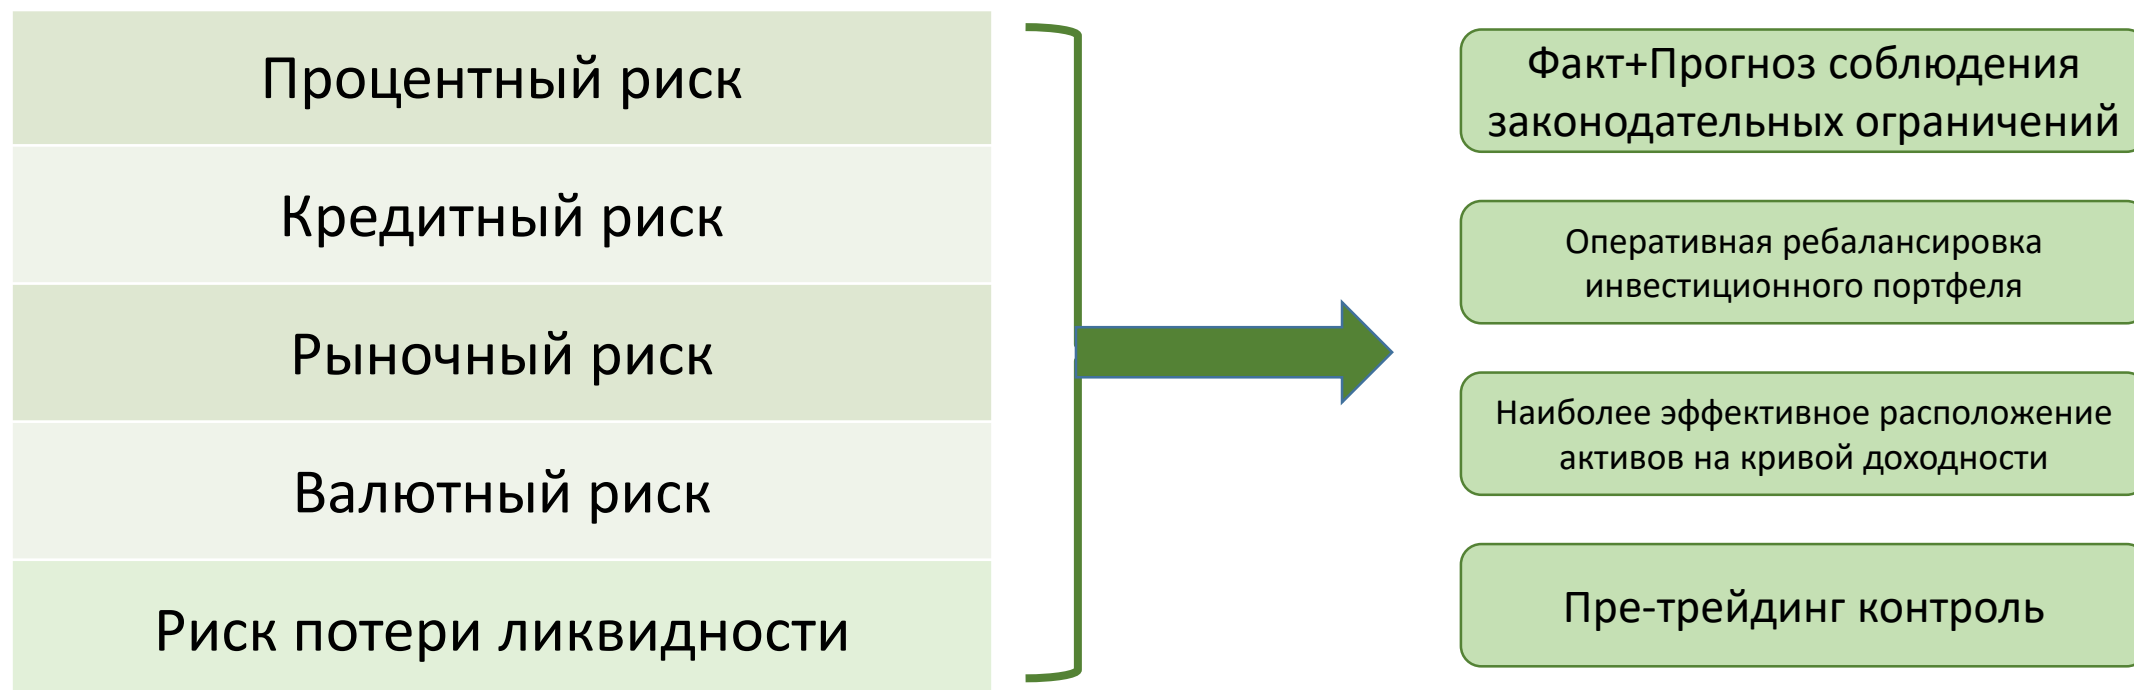 Процентный риск
Кредитный риск
Рыночный риск
Валютный риск
Риск потери ликвидности
Факт+Прогноз соблюдения
законодательных ограничений
Оперативная ребалансировка
инвестиционного портфеля
Наиболее эффективное расположение
активов на кривой доходности
Пре-трейдинг контроль